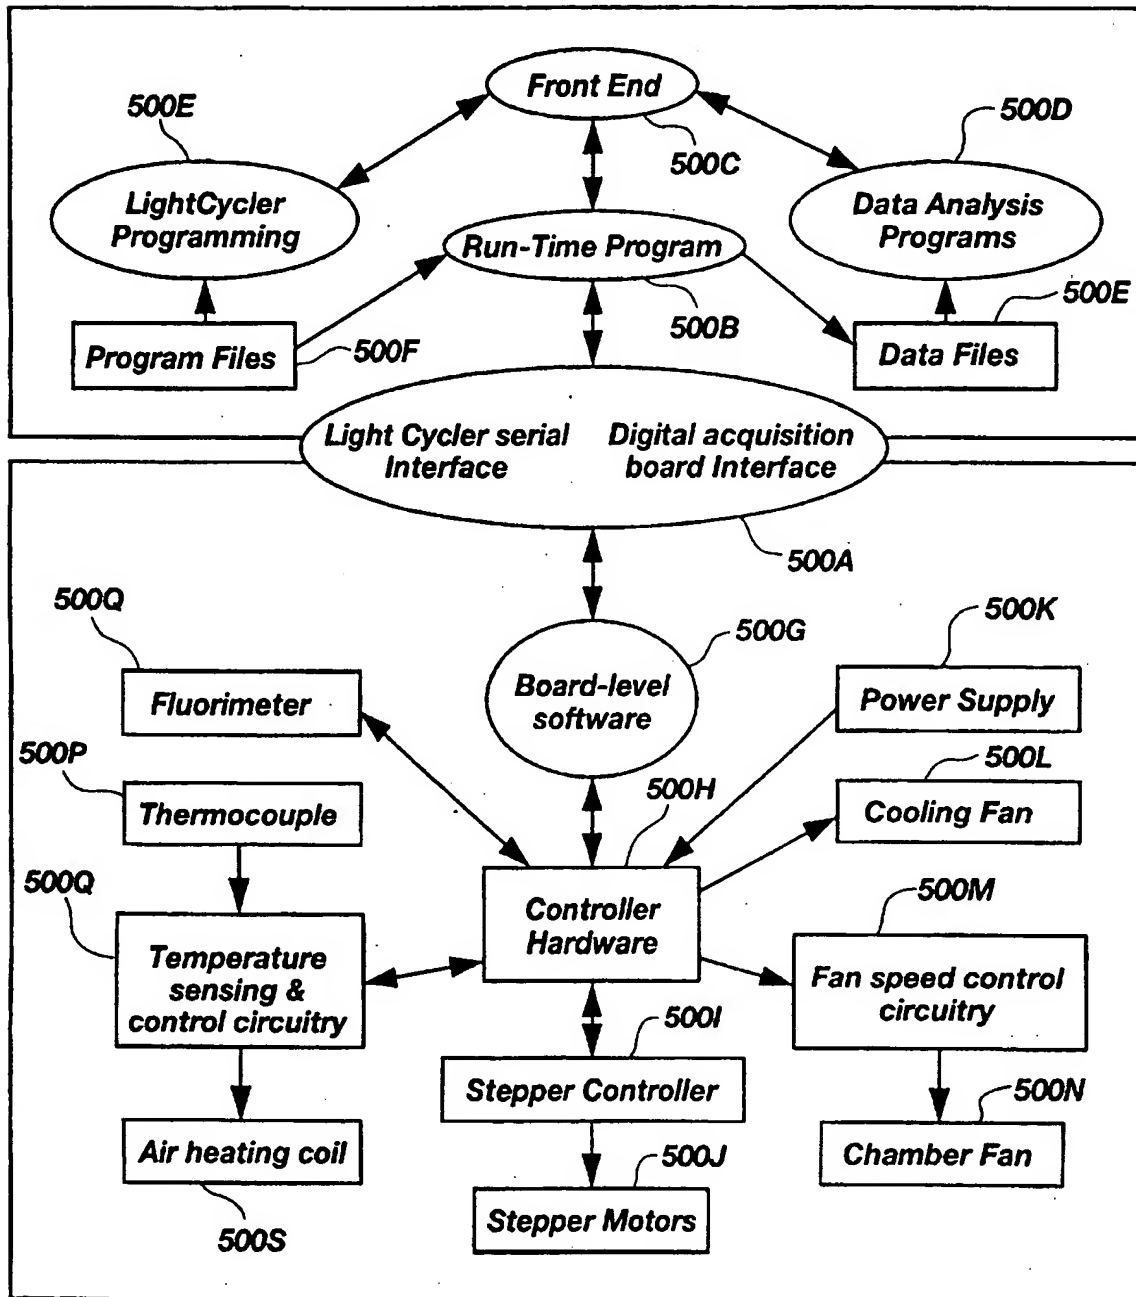 Front End
500E
500D
500C
LightCycler
Programming
Data Analysis
Programs
Run-Time Program
500B
500E
Program Files
500F
Data Files
Light Cycler serial
Interface
Digital acquisition
board Interface
500A
500Q
500G
500K
Fluorimeter
Board-level
software
Power Supply
500P
500L
500H
Thermocouple
Cooling Fan
500Q
500M
Controller
Hardware
Temperature
sensing &
control circuitry
Fan speed control
circuitry
500I
Stepper Controller
500N
Air heating coil
Chamber Fan
500J
500S
Stepper Motors